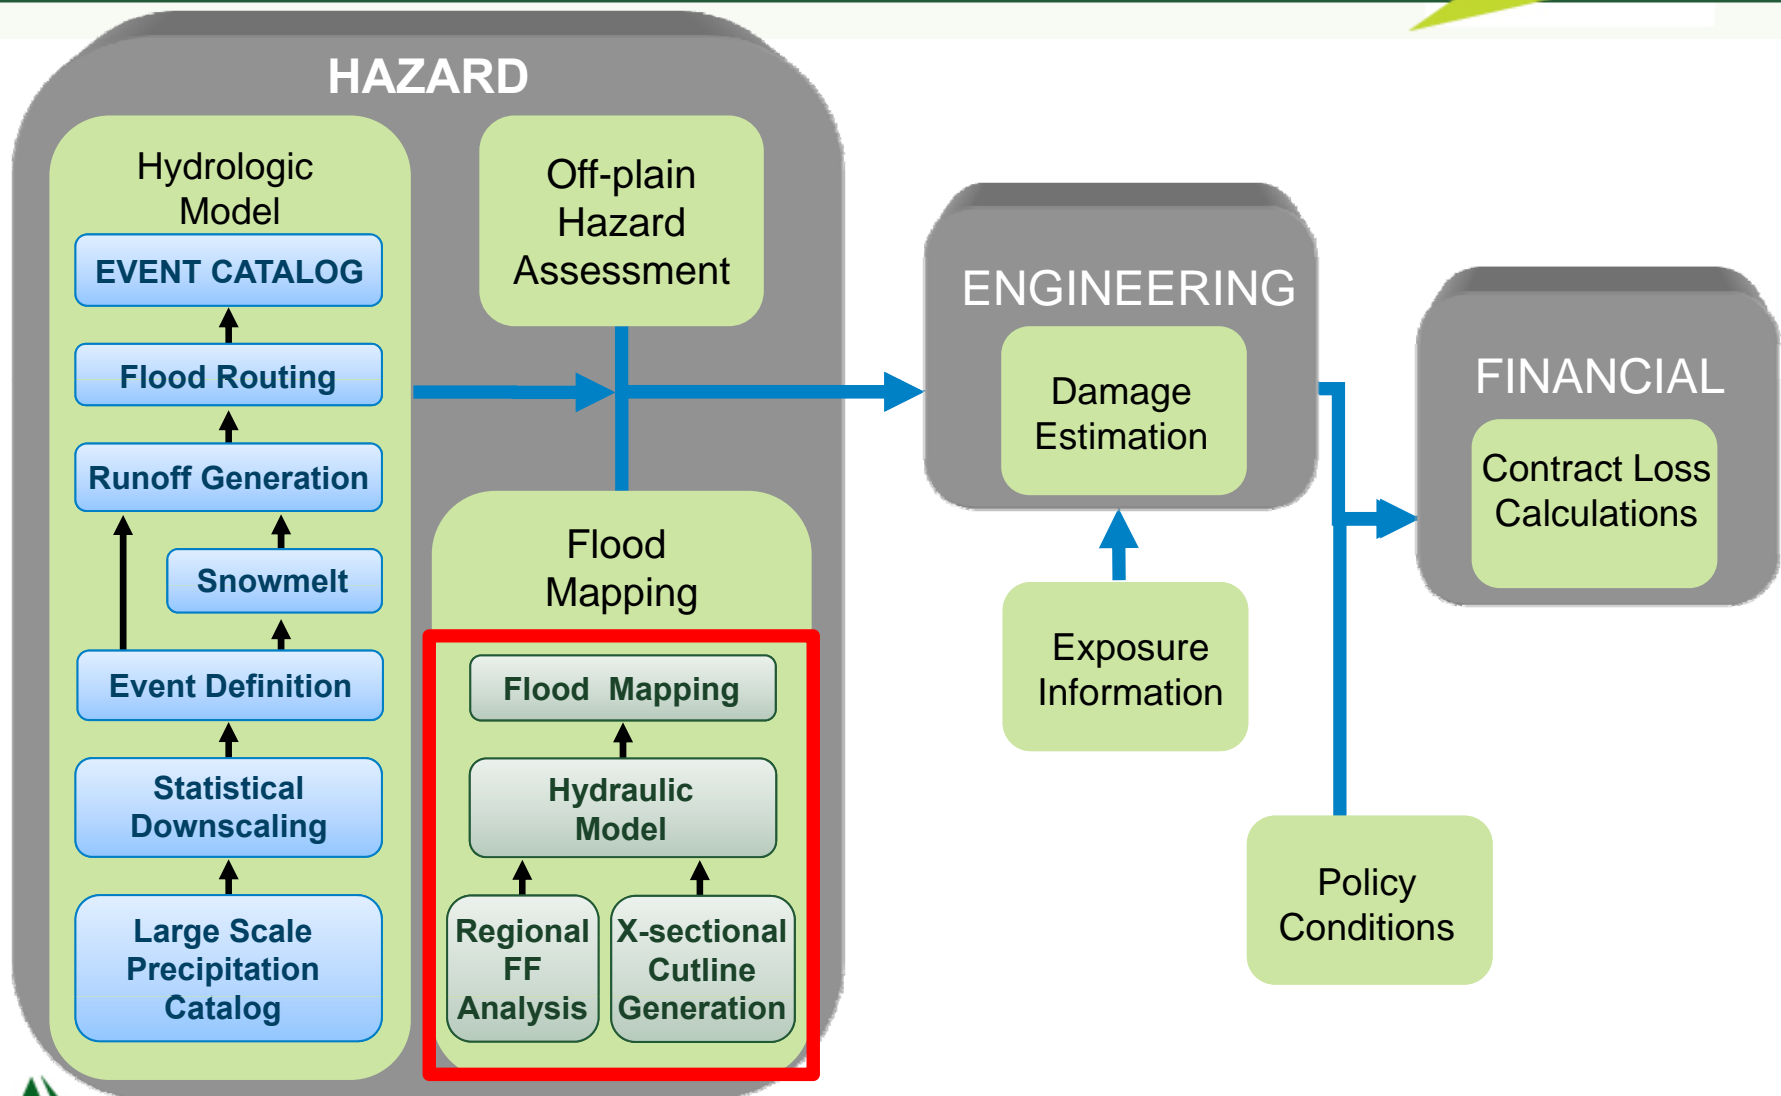 HAZARD
Hydrologic
Model
EVENT CATALOG
Flood Routing
Runoff Generation
Snowmelt
Event Definition
Statistical
Downscaling
Large Scale
Precipitation
Catalog
Off-plain
Hazard
Assessment
Flood
Mapping
Flood Mapping
Hydraulic
Model
Regional
FF
Analysis
X-sectional
Cutline
Generation
ENGINEERING
Damage
Estimation
Exposure
Information
FINANCIAL
Contract Loss
Calculations
Policy
Conditions